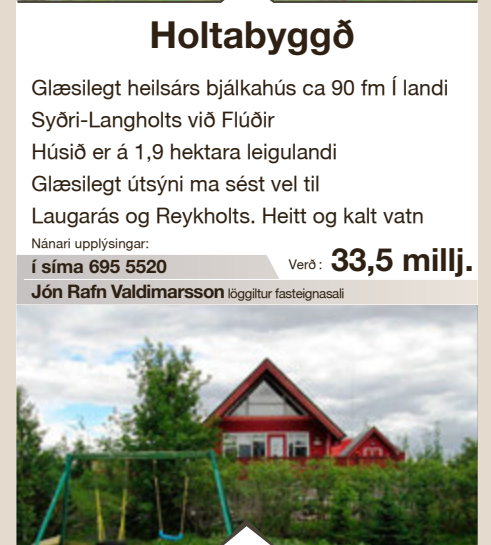 Holtabyggð
Glæsilegt heilsárs bjálkahús ca 90 fm Í landi
Syðri-Langholts við Flúðir
Húsið er á 1,9 hektara leigulandi
Glæsilegt útsýni ma sést vel til
Laugarás og Reykholts. Heitt og kalt vatn
Nánari upplýsingar:
í síma 695 5520
Verð : 33,5 millj.
Jón Rafn Valdimarsson löggiltur fasteignasali